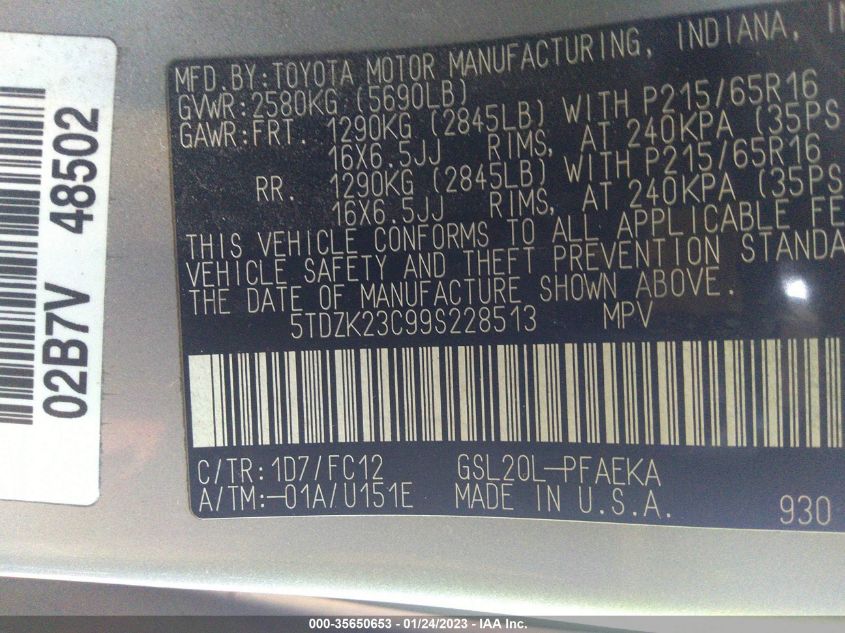 MFD. BY: TOYOTA MOTOR MANUFACTURING, INDIANA, IN
GVWR: 2580KG (5690LB)
GAWR: FRT. 1290KG (2845LB) WITH P215/65R16
16X6.5JJ RIMS, AT 240KPA (35PS
RR. 1290KG (2845LB) WITH P215/65R16
16X6.5JJ RIMS, AT 240KPA (35PS
THIS VEHICLE CONFORMS TO ALL APPLICABLE FE
VEHICLE SAFETY AND THEFT PREVENTION STANDA
THE DATE OF MANUFACTURE SHOWN ABOVE.
5TDZK23C99S228513 MPV
C/TR: 1D7/FC12 GSL20L-PFAEKA
A/TM: -01A/U151E MADE IN U.S.A. 930
02B7V 48502
000-35650653 - 01/24/2023 - © IAA Inc.